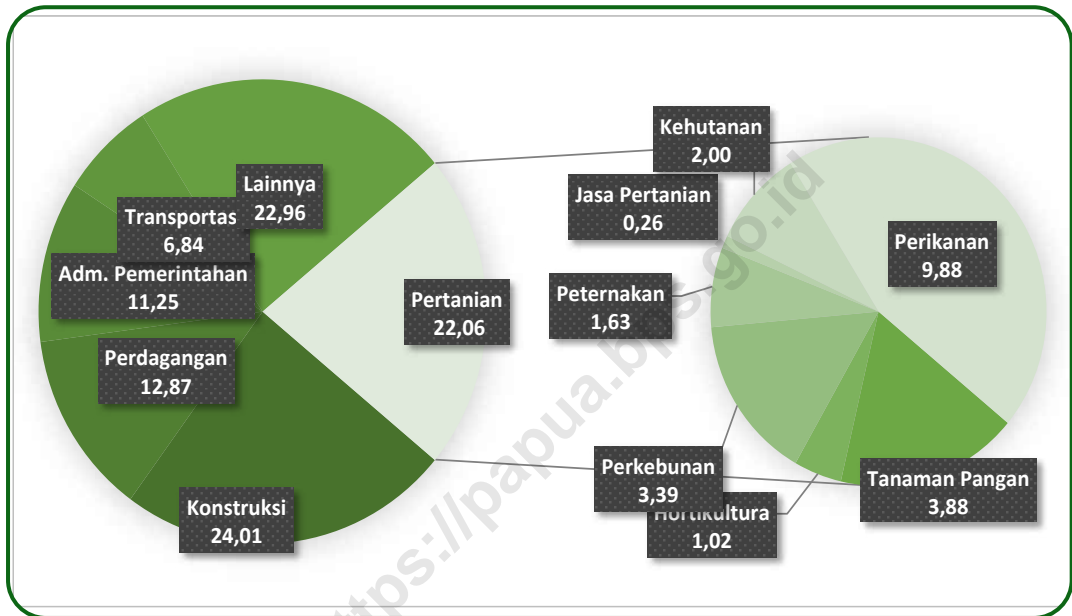 Lainnya
22,96
Transportas
6,84
Adm. Pemerintahan
11,25
Perdagangan
12,87
Konstruksi
24,01
Pertanian
22,06
Kehutanan
2,00
Jasa Pertanian
0,26
Peternakan
1,63
Perkebunan
3,39
Hortikultura
1,02
Perikanan
9,88
Tanaman Pangan
3,88
https://papua.bps.go.id